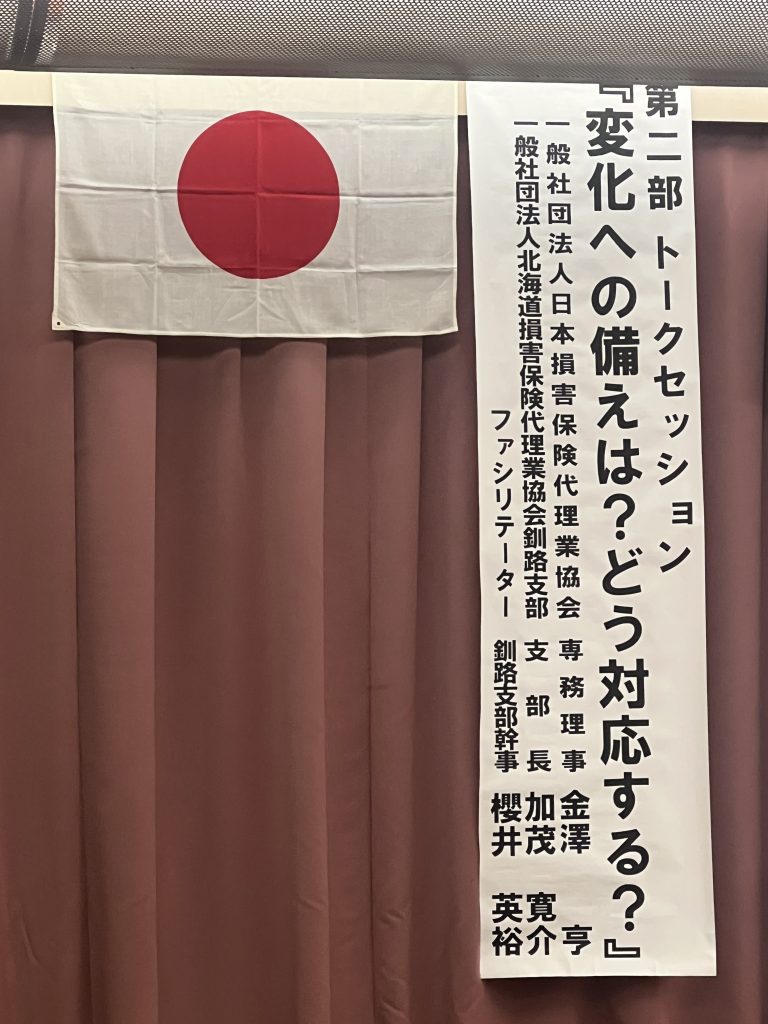 第二部 トークセッション
『変化への備えは？どう対応する？』
一般社団法人日本損害保険代理業協会 専務理事 金澤 亨
一般社団法人北海道損害保険代理業協会釧路支部 支部長 加茂 寛介
ファシリテーター 釧路支部幹事 櫻井 英裕